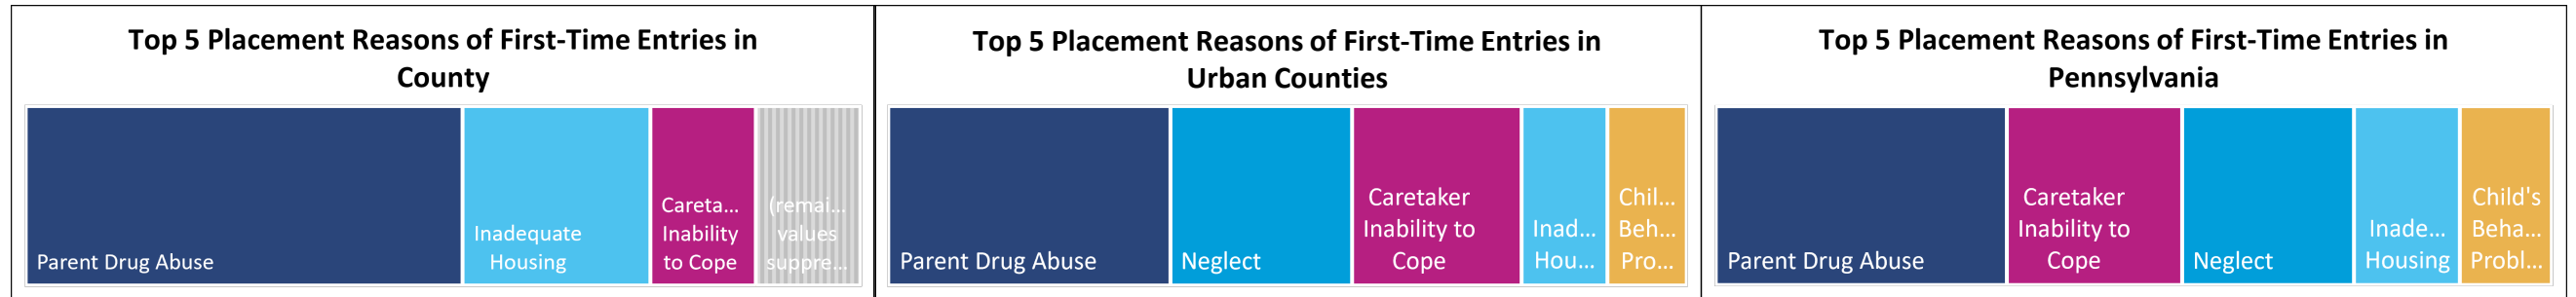 Top 5 Placement Reasons of First-Time Entries in
County
Parent Drug Abuse
Inadequate
Housing
Careta...
Inability
to Cope
(remai...
values
suppre...
Top 5 Placement Reasons of First-Time Entries in
Urban Counties
Parent Drug Abuse
Neglect
Caretaker
Inability to
Cope
Inad...
Hou...
Chil...
Beh...
Pro...
Top 5 Placement Reasons of First-Time Entries in
Pennsylvania
Parent Drug Abuse
Caretaker
Inability to
Cope
Neglect
Inade...
Housing
Child's
Beha...
Probl...